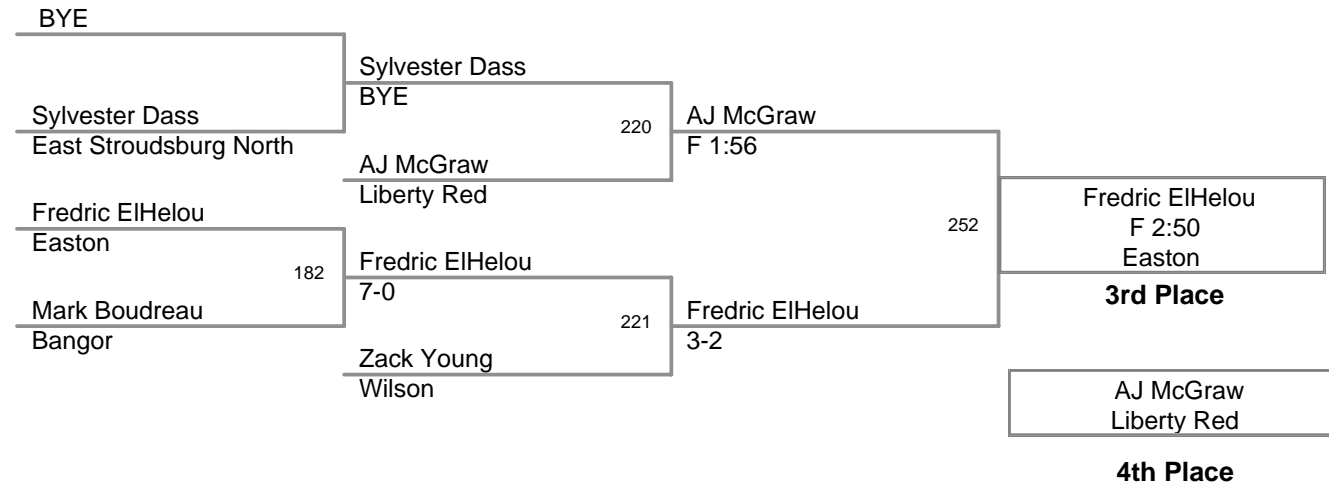 BYE
Sylvester Dass
East Stroudsburg North
Fredric ElHelou
Easton
182
Mark Boudreau
Bangor
Sylvester Dass
BYE
220
AJ McGraw
Liberty Red
Fredric ElHelou
7-0
221
Zack Young
Wilson
AJ McGraw
F 1:56
252
Fredric ElHelou
3-2
Fredric ElHelou
F 2:50
Easton
3rd Place
AJ McGraw
Liberty Red
4th Place